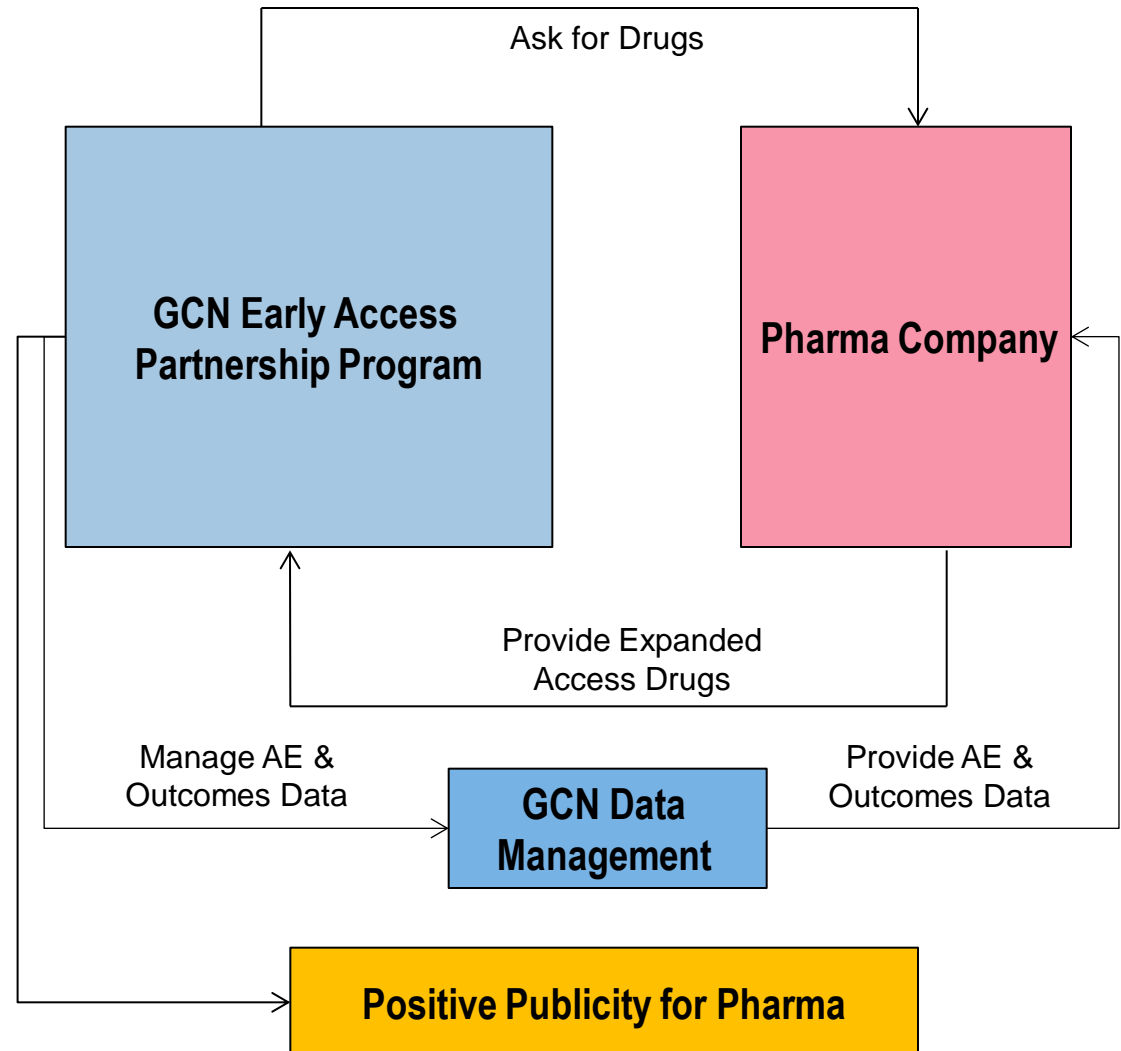 Ask for Drugs
GCN Early Access
Partnership Program
Pharma Company
Provide Expanded
Access Drugs
Manage AE &
Outcomes Data
GCN Data
Management
Provide AE &
Outcomes Data
Positive Publicity for Pharma